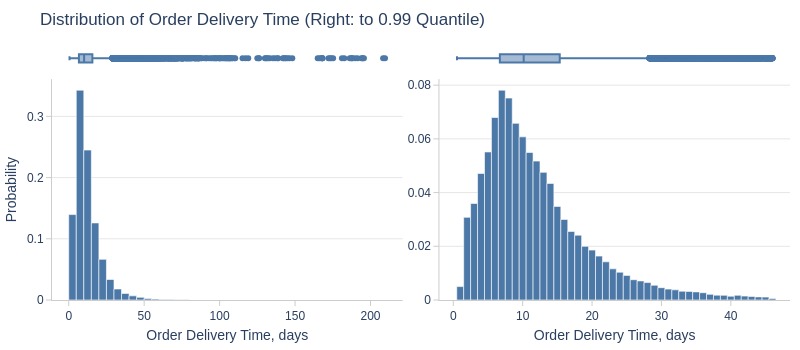 Distribution of Order Delivery Time (Right: to 0.99 Quantile)
Probability
0.3
0.2
0.1
0
0 50 100 150 200
Order Delivery Time, days
0.08
0.06
0.04
0.02
0
0 10 20 30 40
Order Delivery Time, days